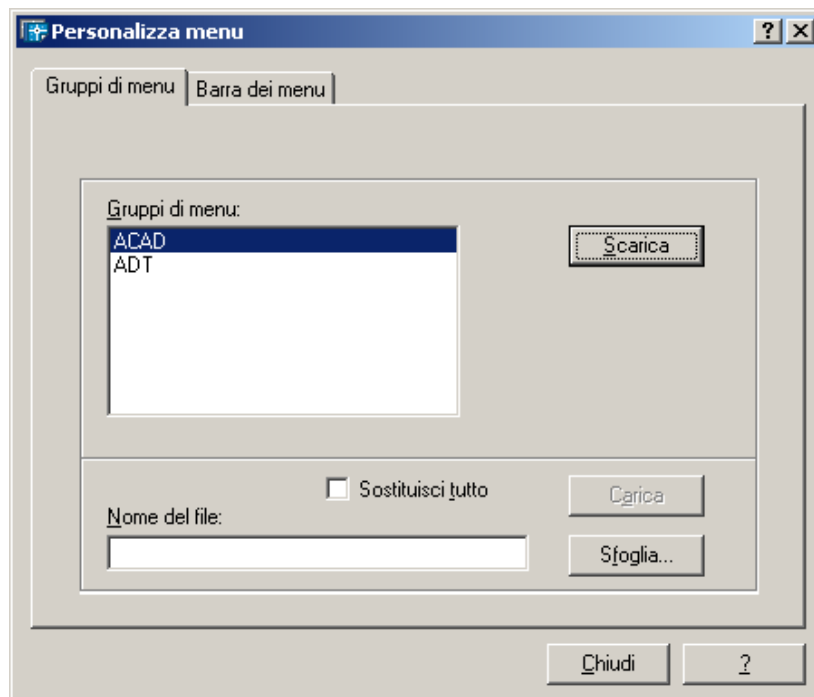 Personalizza menu
Gruppi di menu Barra dei menu
Gruppi di menu:
ACAD
ADT
Scarica
Sostituisci tutto
Carica
Nome del file:
Sfoglia...
Chiudi ?